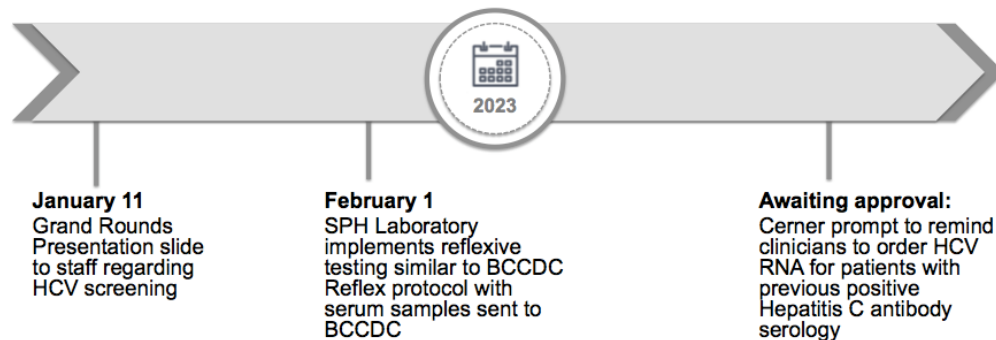 2023
January 11
Grand Rounds
Presentation slide
to staff regarding
HCV screening
February 1
SPH Laboratory
implements reflexive
testing similar to BCCDC
Reflex protocol with
serum samples sent to
BCCDC
Awaiting approval:
Cerner prompt to remind
clinicians to order HCV
RNA for patients with
previous positive
Hepatitis C antibody
serology